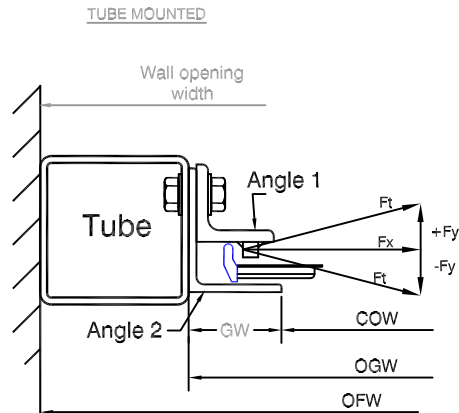 TUBE MOUNTED
Wall opening
width
Angle 1
Tube
Ft
+Fy
Fx
-Fy
Ft
Angle 2
GW
COW
OGW
OFW